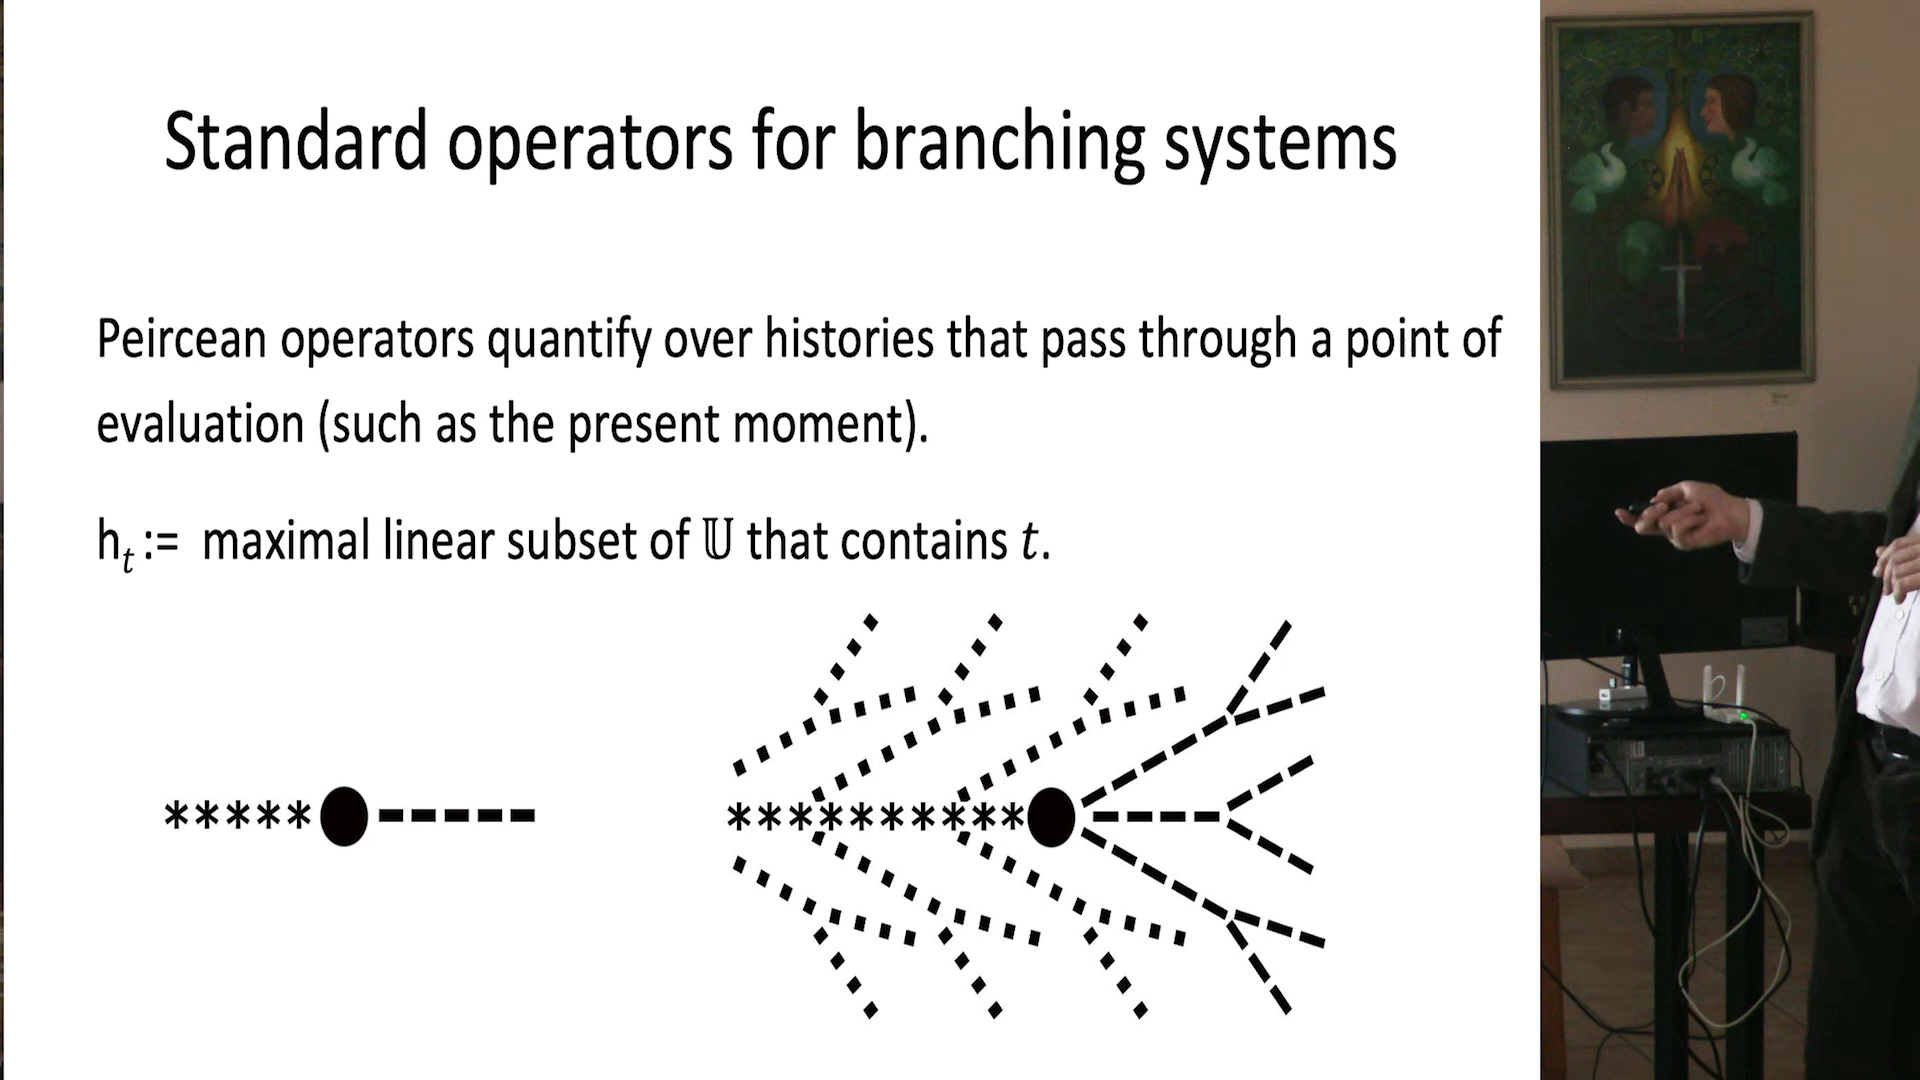 Standard operators for branching systems
Peircean operators quantify over histories that pass through a point of
evaluation (such as the present moment).
hₜ := maximal linear subset of 𝕌 that contains t.